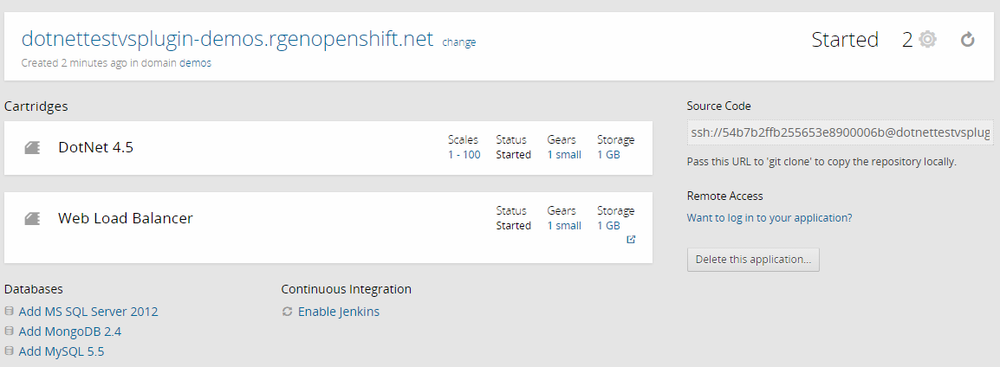 dotnettestvsplugin-demos.rgenopenshift.net change
Started 2
Created 2 minutes ago in domain demos
Cartridges
DotNet 4.5
Scales Status Gears Storage
1 - 100 Started 1 small 1 GB
Web Load Balancer
Status Gears Storage
Started 1 small 1 GB
Databases
Add MS SQL Server 2012
Add MongoDB 2.4
Add MySQL 5.5
Continuous Integration
Enable Jenkins
Source Code
ssh://54b7b2ffb255653e8900006b@dotnettestvsplug
Pass this URL to 'git clone' to copy the repository locally.
Remote Access
Want to log in to your application?
Delete this application...